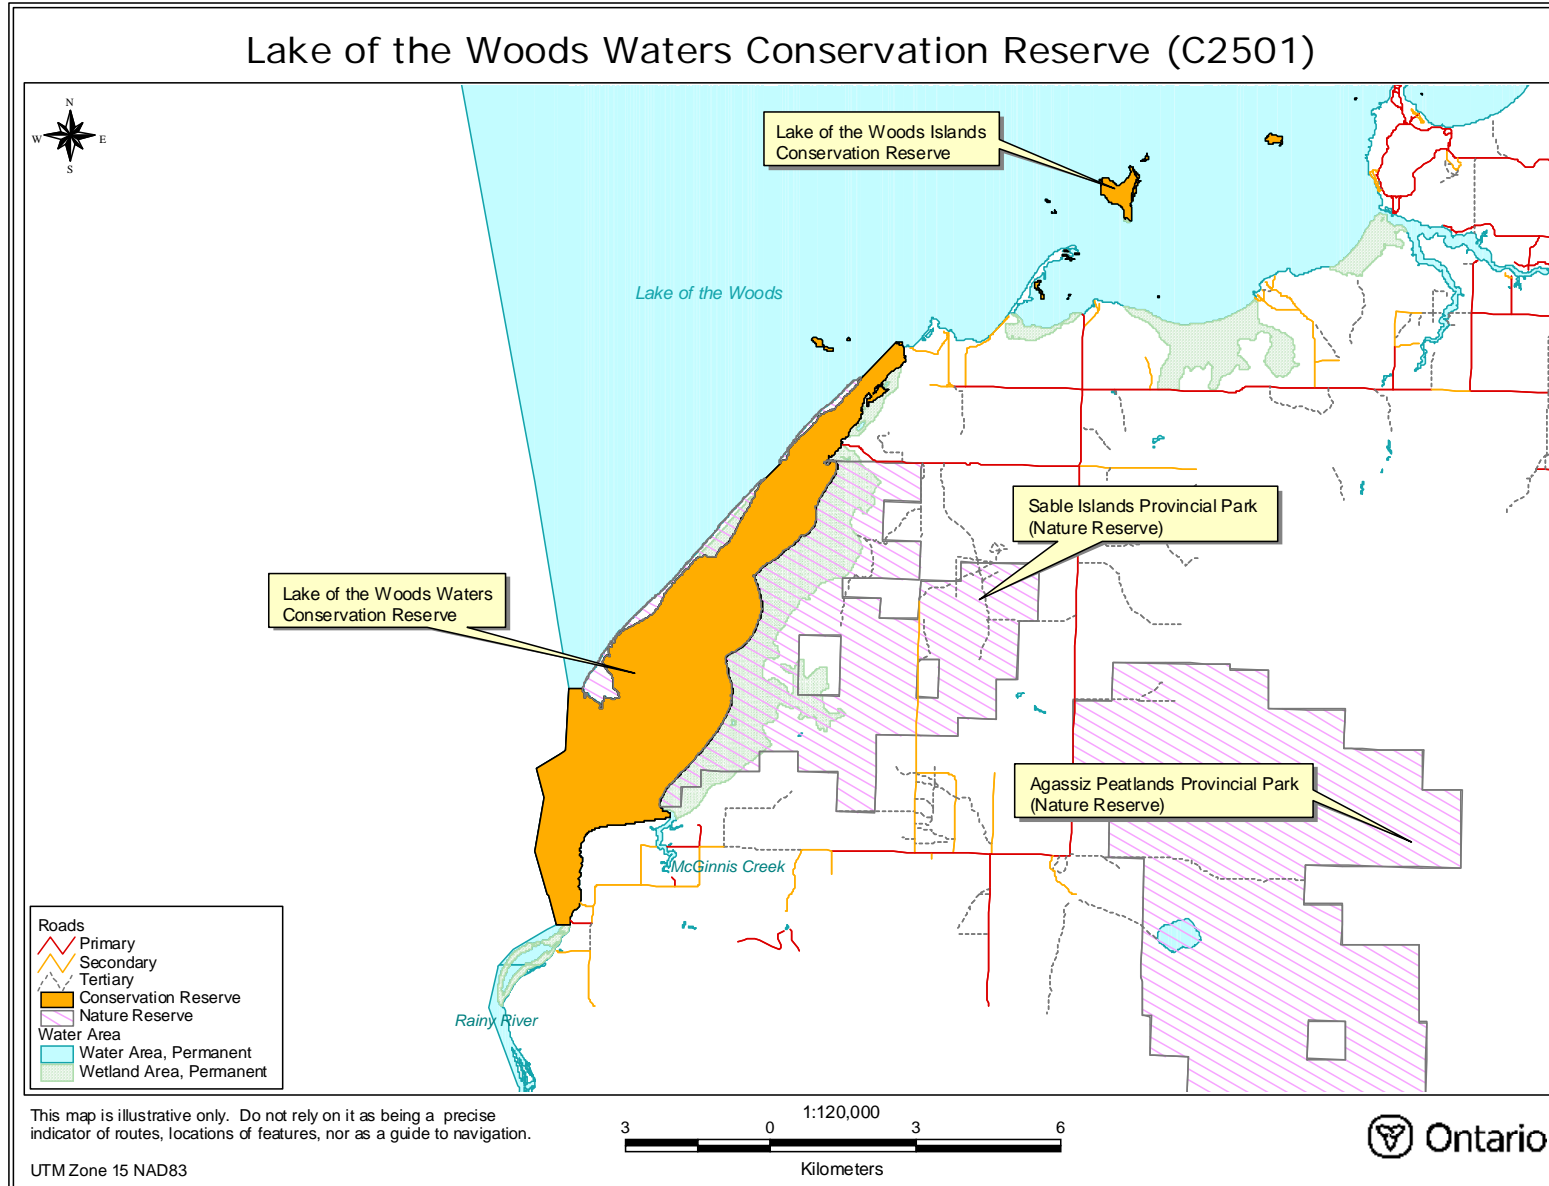 Lake of the Woods Waters Conservation Reserve (C2501)
N
W E
S
Lake of the Woods Islands
Conservation Reserve
Lake of the Woods
Sable Islands Provincial Park
(Nature Reserve)
Lake of the Woods Waters
Conservation Reserve
Agassiz Peatlands Provincial Park
(Nature Reserve)
McGinnis Creek
Rainy River
Roads
Primary
Secondary
Tertiary
Conservation Reserve
Nature Reserve
Water Area
Water Area, Permanent
Wetland Area, Permanent
This map is illustrative only. Do not rely on it as being a precise
indicator of routes, locations of features, nor as a guide to navigation.
UTM Zone 15 NAD83
1:120,000
3 0 3 6
Kilometers
Ontario